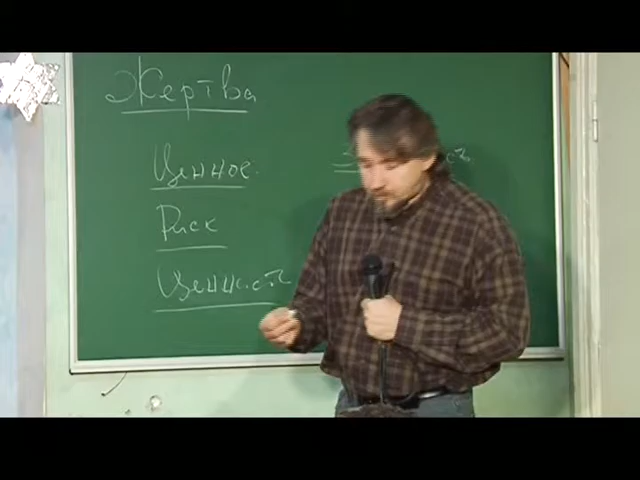 Жертва
Ценное
Риск
Ценность